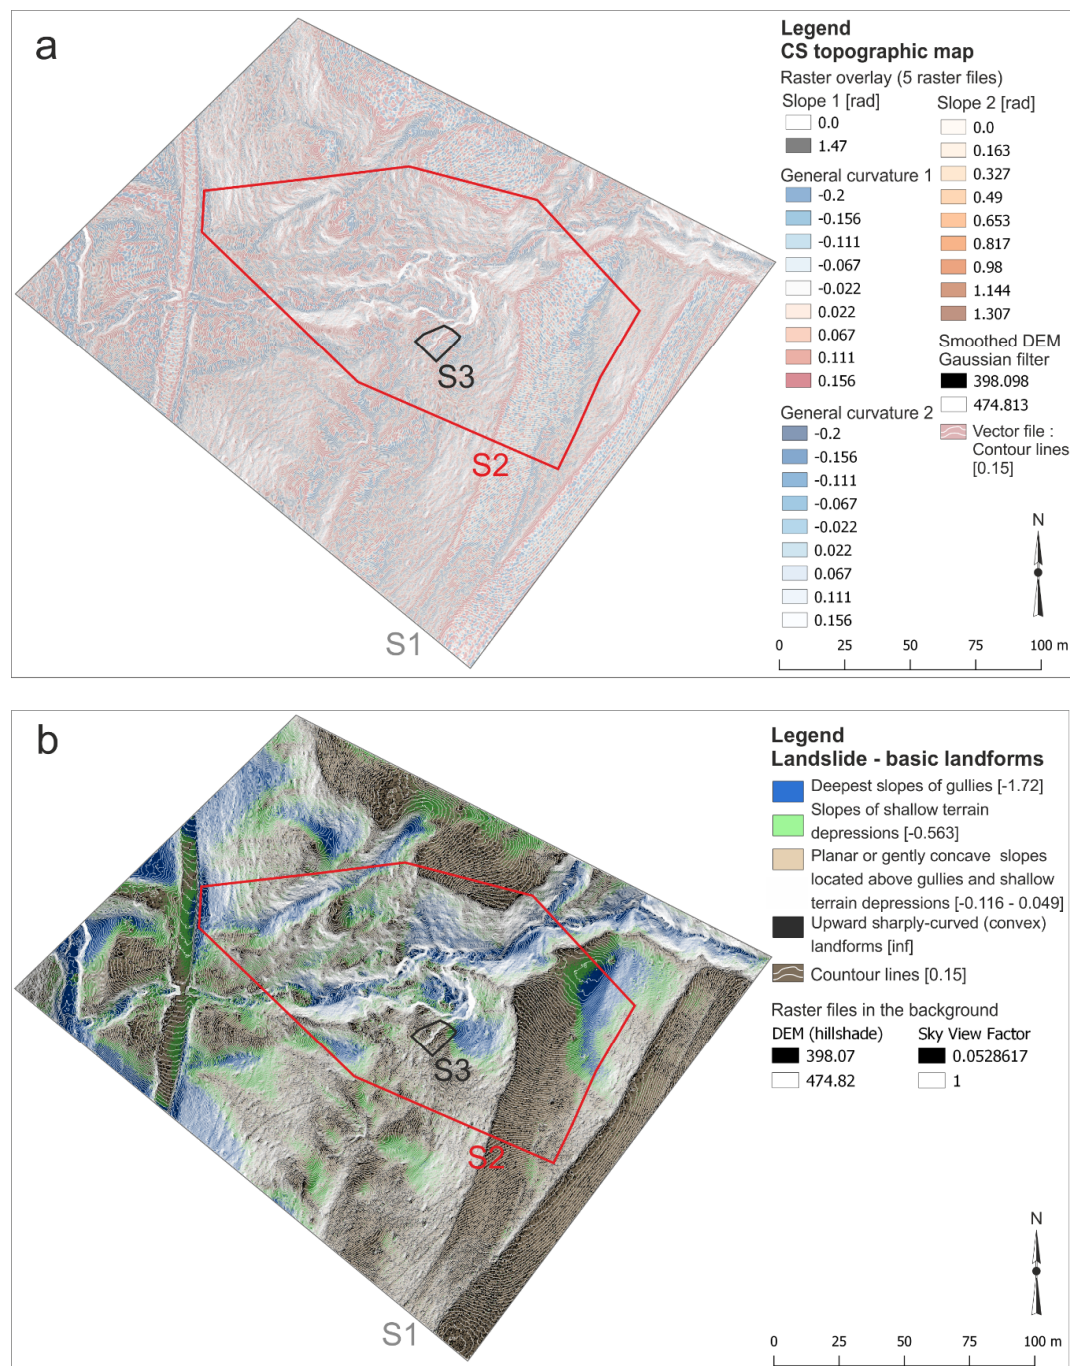 a
Legend
CS topographic map
Raster overlay (5 raster files)
Slope 1 [rad]
0.0
1.47
General curvature 1
-0.2
-0.156
-0.111
-0.067
-0.022
0.022
0.067
0.111
0.156
General curvature 2
-0.2
-0.156
-0.111
-0.067
-0.022
0.022
0.067
0.111
0.156
Slope 2 [rad]
0.0
0.163
0.327
0.49
0.653
0.817
0.98
1.144
1.307
Smoothed DEM
Gaussian filter
398.098
474.813
Vector file :
Contour lines
[0.15]
N
0 25 50 75 100 m
S3
S2
S1
b
Legend
Landslide - basic landforms
Deepest slopes of gullies [-1.72]
Slopes of shallow terrain
depressions [-0.563]
Planar or gently concave slopes
located above gullies and shallow
terrain depressions [-0.116 - 0.049]
Upward sharply-curved (convex)
landforms [inf]
Countour lines [0.15]
Raster files in the background
DEM (hillshade)
398.07
474.82
Sky View Factor
0.0528617
1
N
0 25 50 75 100 m
S3
S2
S1